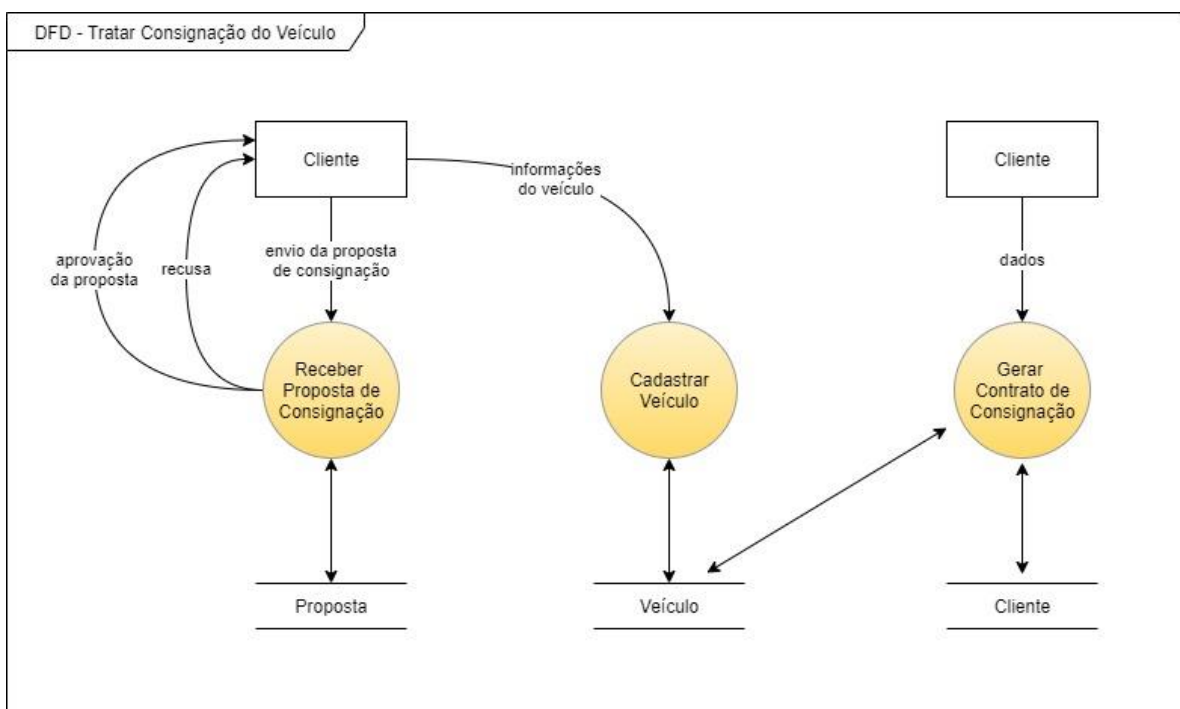 DFD - Tratar Consignação do Veículo
Cliente
Cliente
informações
do veículo
envio da proposta
de consignação
aprovação
da proposta
recusa
dados
Receber
Proposta de
Consignação
Cadastrar
Veículo
Gerar
Contrato de
Consignação
Proposta
Veículo
Cliente